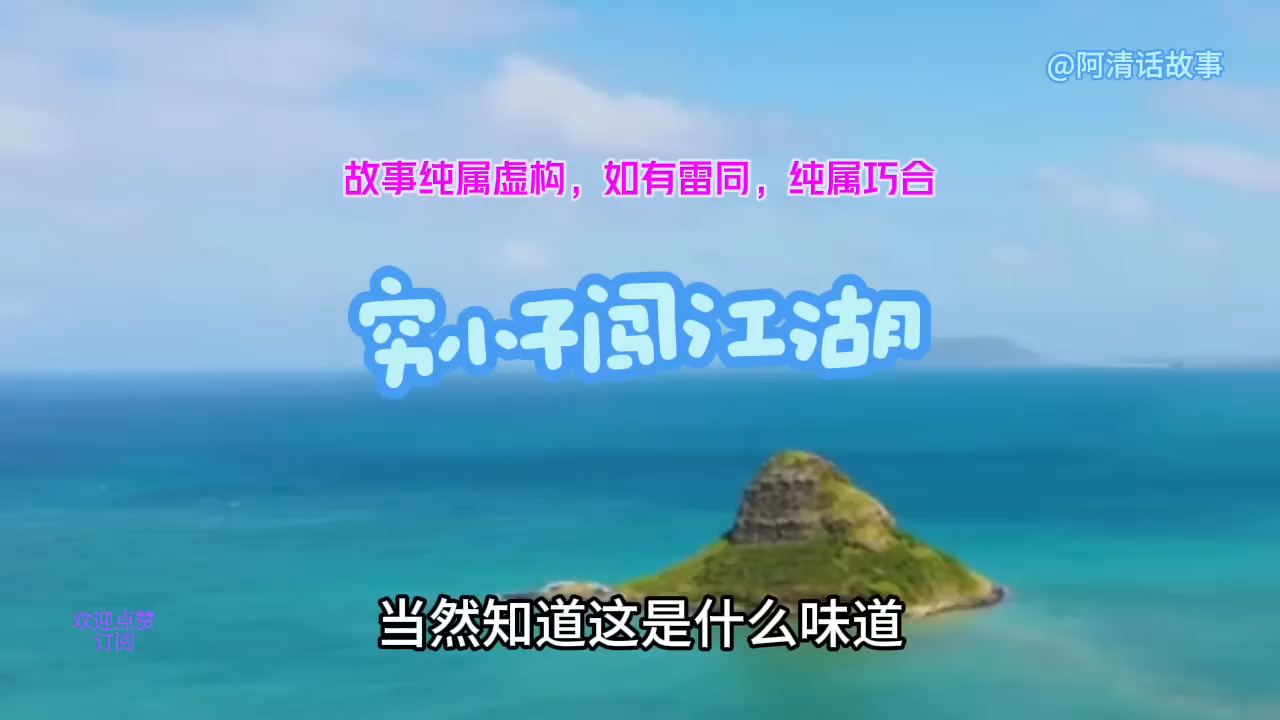 @阿清话故事
故事纯属虚构，如有雷同，纯属巧合
穷小子闯江湖
欢迎点赞
订阅
当然知道这是什么味道